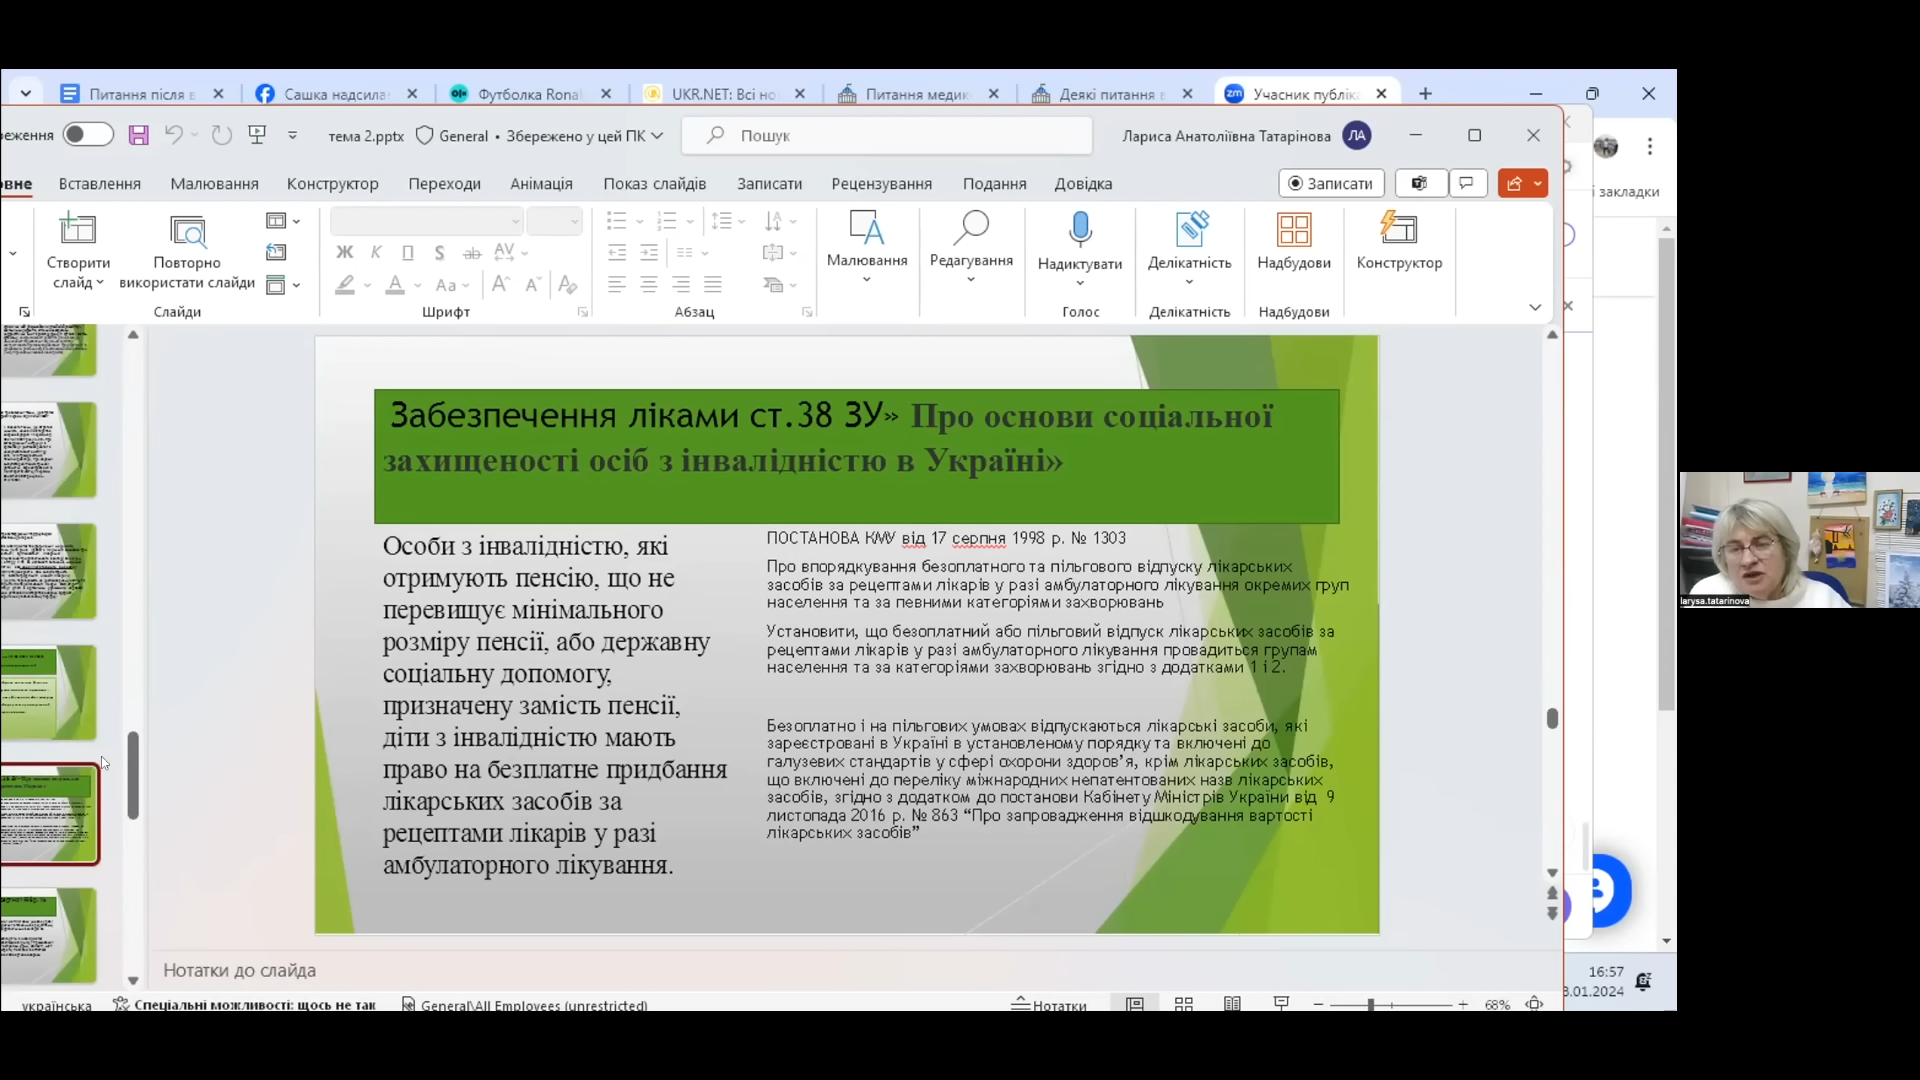 Питання після в
Сашка надсила
Футболка Rona
UKR.NET: Всі но
Питання медик
Деякі питання в
Учасник публіка
еження
тема 2.pptx
General • Збережено у цей ПК
Пошук
Лариса Анатоліївна Татарінова
ЛА
вне
Вставлення
Малювання
Конструктор
Переходи
Анімація
Показ слайдів
Записати
Рецензування
Подання
Довідка
Записати
і закладки
Створити
слайд
Повторно
використати слайди
Слайди
Ж К П S ab AV
Aa
Шрифт
Абзац
Малювання
Редагування
Надиктувати
Голос
Делікатність
Делікатність
Надбудови
Надбудови
Конструктор
Забезпечення ліками ст.38 ЗУ» Про основи соціальної
захищеності осіб з інвалідністю в Україні»
Особи з інвалідністю, які
отримують пенсію, що не
перевищує мінімального
розміру пенсії, або державну
соціальну допомогу,
призначену замість пенсії,
діти з інвалідністю мають
право на безплатне придбання
лікарських засобів за
рецептами лікарів у разі
амбулаторного лікування.
ПОСТАНОВА КМУ від 17 серпня 1998 р. № 1303
Про впорядкування безоплатного та пільгового відпуску лікарських
засобів за рецептами лікарів у разі амбулаторного лікування окремих груп
населення та за певними категоріями захворювань
Установити, що безоплатний або пільговий відпуск лікарських засобів за
рецептами лікарів у разі амбулаторного лікування провадиться групам
населення та за категоріями захворювань згідно з додатками 1 і 2.
Безоплатно і на пільгових умовах відпускаються лікарські засоби, які
зареєстровані в Україні в установленому порядку та включені до
галузевих стандартів у сфері охорони здоров’я, крім лікарських засобів,
що включені до переліку міжнародних непатентованих назв лікарських
засобів, згідно з додатком до постанови Кабінету Міністрів України від 9
листопада 2016 р. № 863 “Про запровадження відшкодування вартості
лікарських засобів”
larysa.tatarinova
Нотатки до слайда
українська
Спеціальні можливості: щось не так
General\All Employees (unrestricted)
Нотатки
68%
16:57
8.01.2024